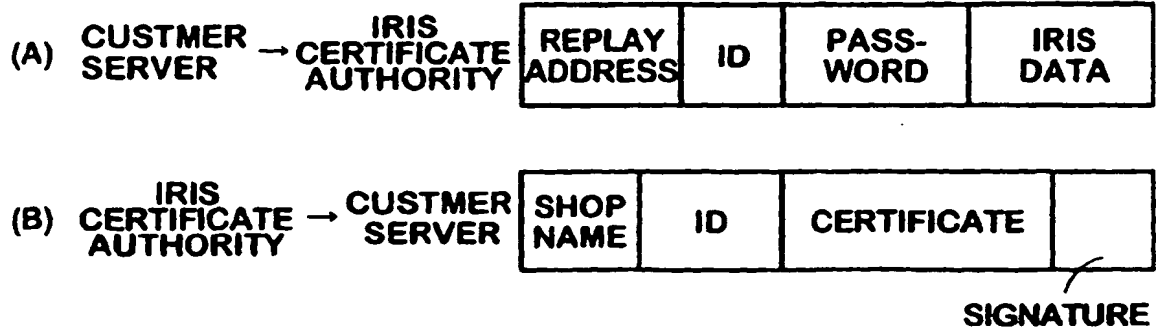 (A) CUSTMER SERVER → IRIS CERTIFICATE AUTHORITY
REPLAY ADDRESS
ID
PASS-WORD
IRIS DATA
(B) IRIS CERTIFICATE AUTHORITY → CUSTMER SERVER
SHOP NAME
ID
CERTIFICATE
SIGNATURE